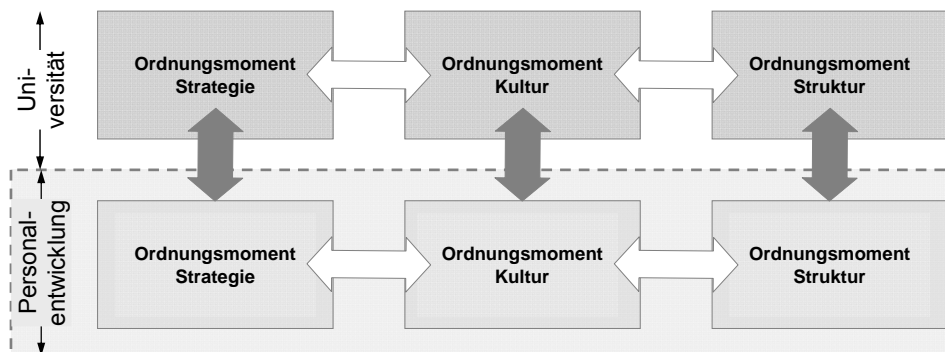 Uni-
versität
Ordnungsmoment
Strategie
Ordnungsmoment
Kultur
Ordnungsmoment
Struktur
Personal-
entwicklung
Ordnungsmoment
Strategie
Ordnungsmoment
Kultur
Ordnungsmoment
Struktur